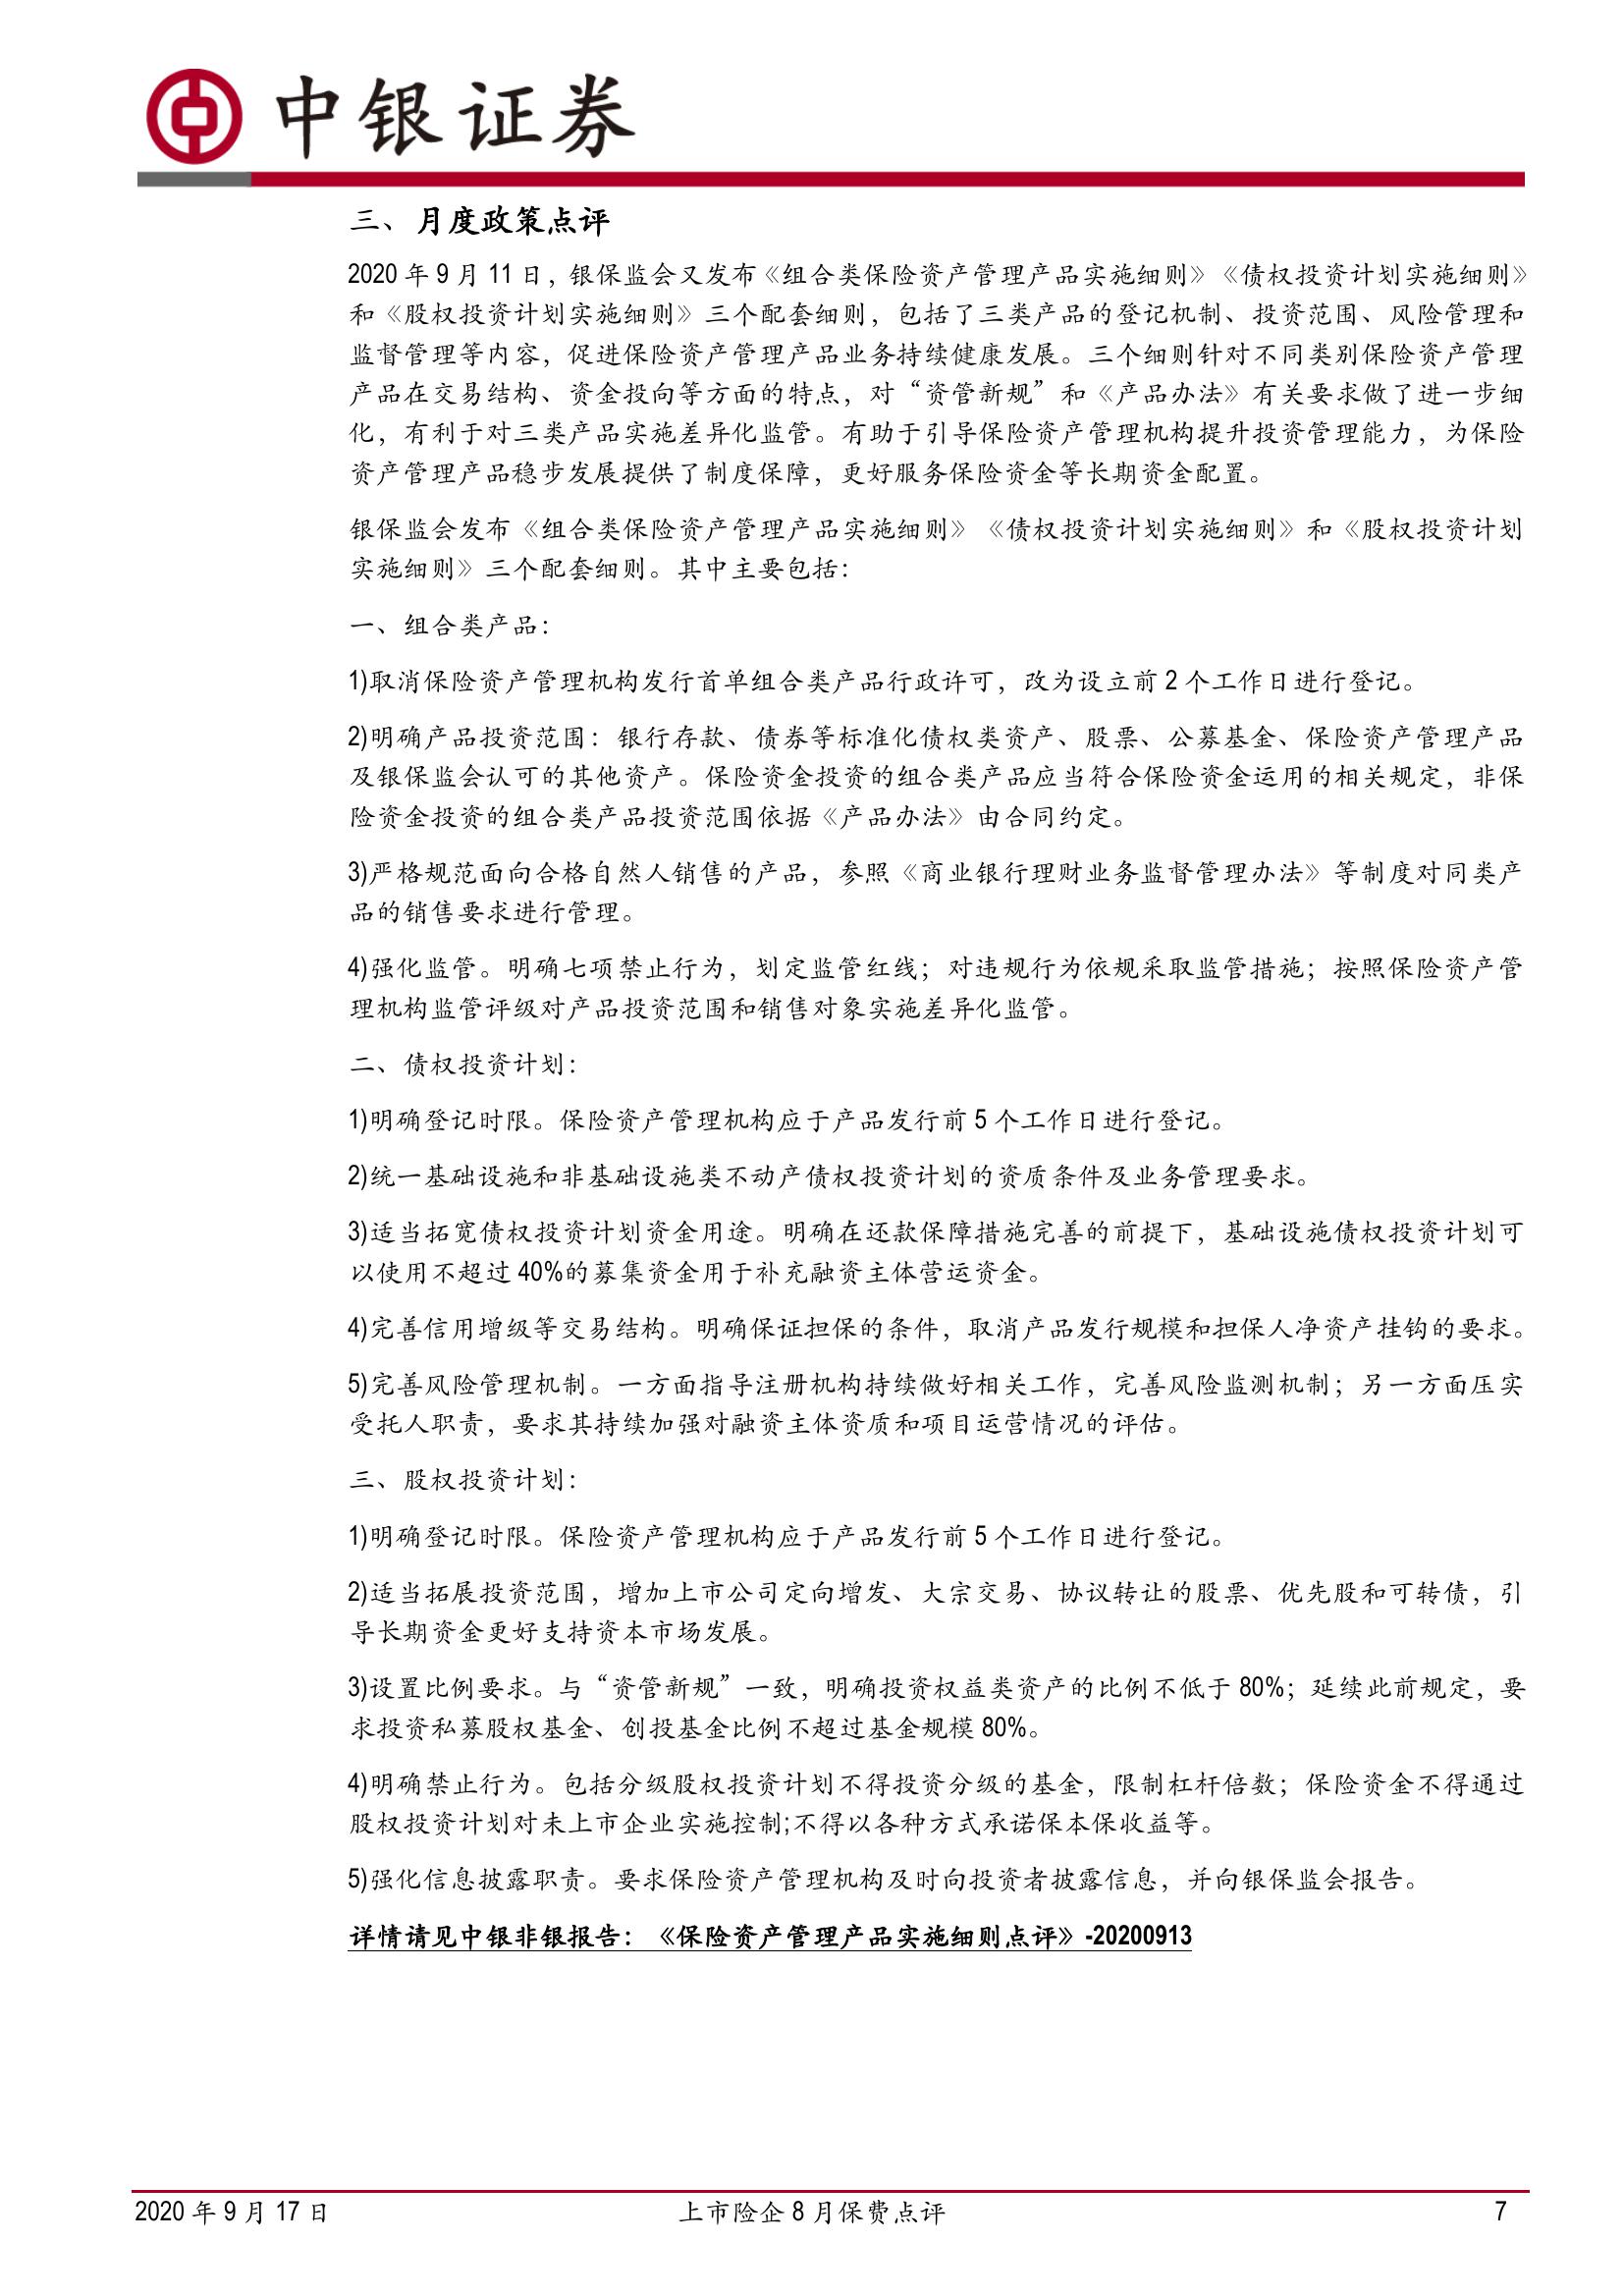 中银证券
三、月度政策点评
2020 年 9 月 11 日，银保监会又发布《组合类保险资产管理产品实施细则》《债权投资计划实施细则》
和《股权投资计划实施细则》三个配套细则，包括了三类产品的登记机制、投资范围、风险管理和
监督管理等内容，促进保险资产管理产品业务持续健康发展。三个细则针对不同类别保险资产管理
产品在交易结构、资金投向等方面的特点，对“资管新规”和《产品办法》有关要求做了进一步细
化，有利于对三类产品实施差异化监管。有助于引导保险资产管理机构提升投资管理能力，为保险
资产管理产品稳步发展提供了制度保障，更好服务保险资金等长期资金配置。
银保监会发布《组合类保险资产管理产品实施细则》《债权投资计划实施细则》和《股权投资计划
实施细则》三个配套细则。其中主要包括：
一、组合类产品：
1)取消保险资产管理机构发行首单组合类产品行政许可，改为设立前 2 个工作日进行登记。
2)明确产品投资范围：银行存款、债券等标准化债权类资产、股票、公募基金、保险资产管理产品
及银保监会认可的其他资产。保险资金投资的组合类产品应当符合保险资金运用的相关规定，非保
险资金投资的组合类产品投资范围依据《产品办法》由合同约定。
3)严格规范面向合格自然人销售的产品，参照《商业银行理财业务监督管理办法》等制度对同类产
品的销售要求进行管理。
4)强化监管。明确七项禁止行为，划定监管红线；对违规行为依规采取监管措施；按照保险资产管
理机构监管评级对产品投资范围和销售对象实施差异化监管。
二、债权投资计划：
1)明确登记时限。保险资产管理机构应于产品发行前 5 个工作日进行登记。
2)统一基础设施和非基础设施类不动产债权投资计划的资质条件及业务管理要求。
3)适当拓宽债权投资计划资金用途。明确在还款保障措施完善的前提下，基础设施债权投资计划可
以使用不超过 40%的募集资金用于补充融资主体营运资金。
4)完善信用增级等交易结构。明确保证担保的条件，取消产品发行规模和担保人净资产挂钩的要求。
5)完善风险管理机制。一方面指导注册机构持续做好相关工作，完善风险监测机制；另一方面压实
受托人职责，要求其持续加强对融资主体资质和项目运营情况的评估。
三、股权投资计划：
1)明确登记时限。保险资产管理机构应于产品发行前 5 个工作日进行登记。
2)适当拓展投资范围，增加上市公司定向增发、大宗交易、协议转让的股票、优先股和可转债，引
导长期资金更好支持资本市场发展。
3)设置比例要求。与“资管新规”一致，明确投资权益类资产的比例不低于 80%；延续此前规定，要
求投资私募股权基金、创投基金比例不超过基金规模 80%。
4)明确禁止行为。包括分级股权投资计划不得投资分级的基金，限制杠杆倍数；保险资金不得通过
股权投资计划对未上市企业实施控制;不得以各种方式承诺保本保收益等。
5)强化信息披露职责。要求保险资产管理机构及时向投资者披露信息，并向银保监会报告。
详情请见中银非银报告：《保险资产管理产品实施细则点评》-20200913
2020 年 9 月 17 日 上市险企 8 月保费点评 7